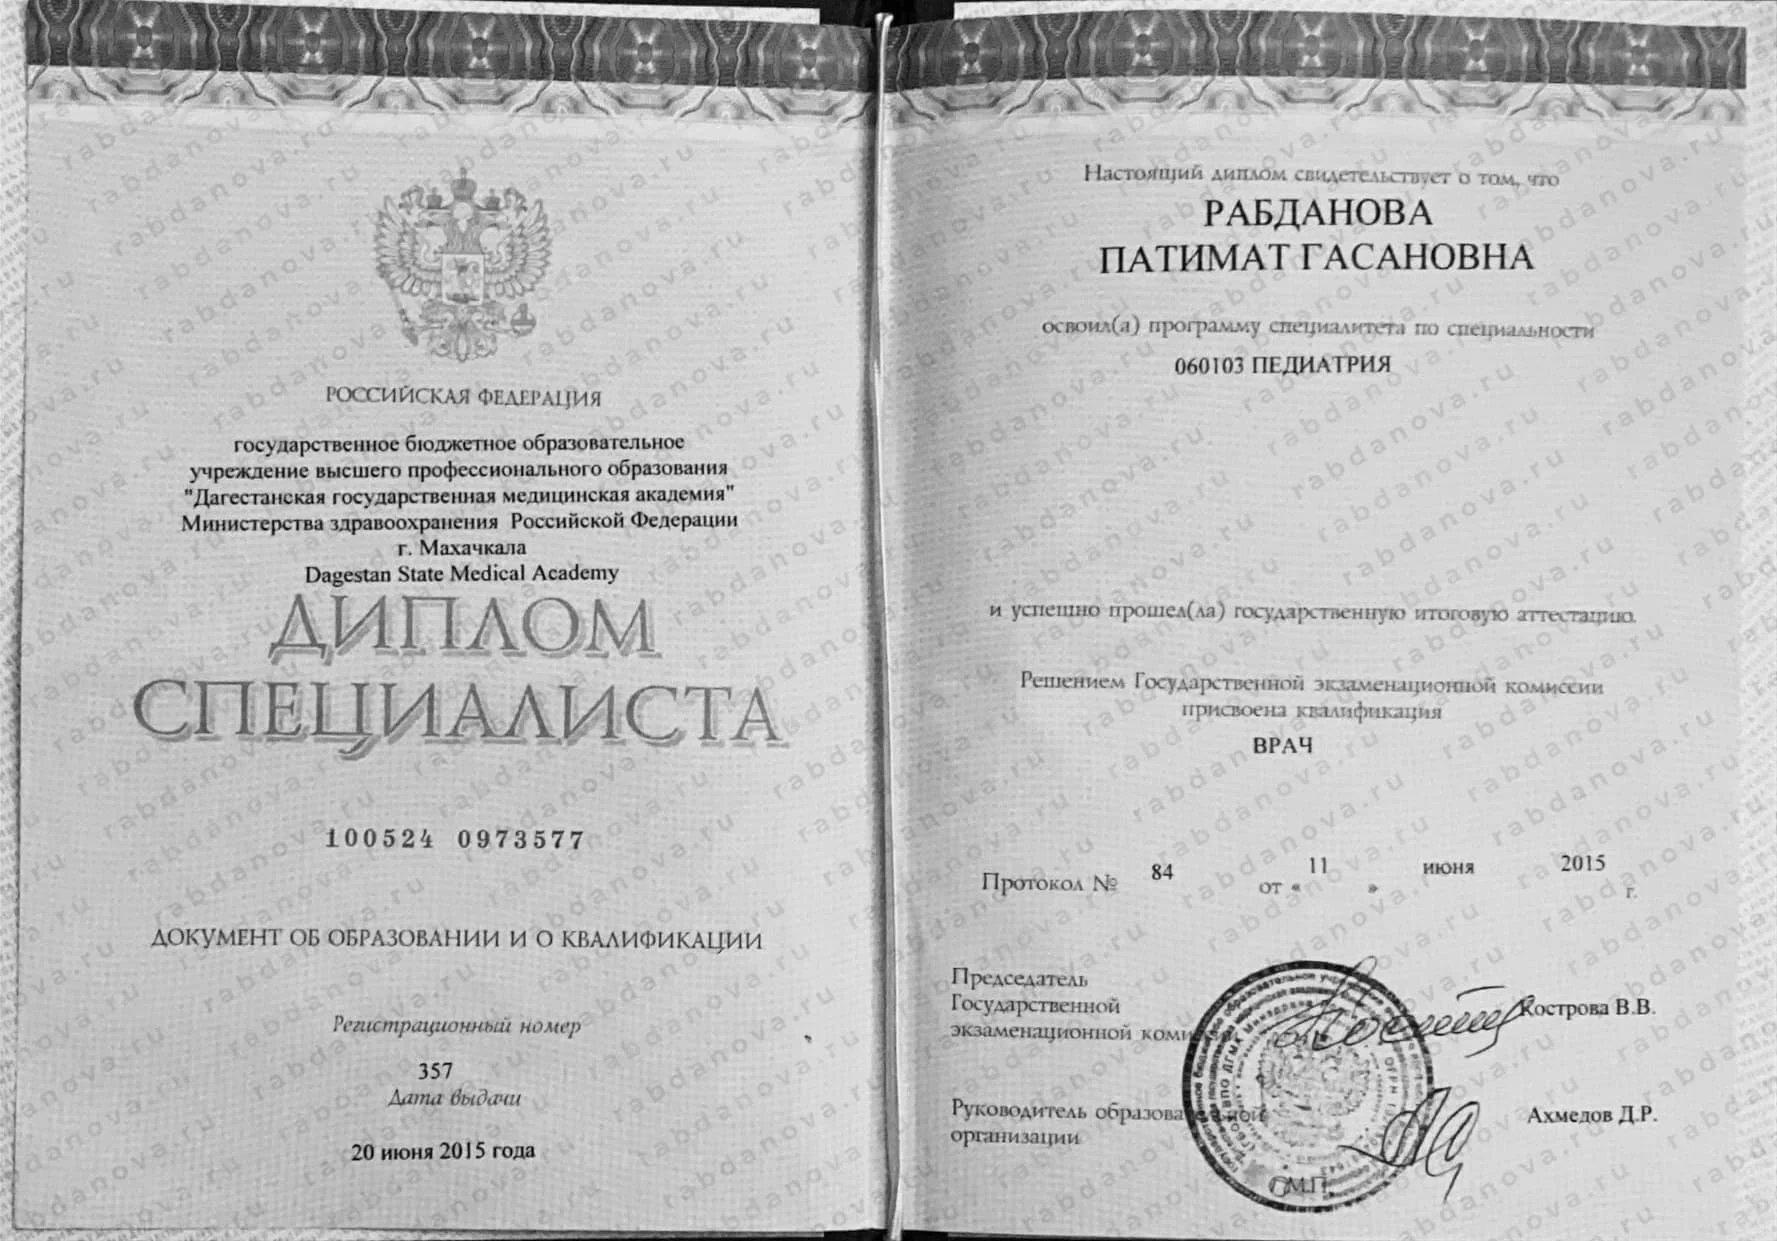 РОССИЙСКАЯ ФЕДЕРАЦИЯ
государственное бюджетное образовательное
учреждение высшего профессионального образования
"Дагестанская государственная медицинская академия"
Министерства здравоохранения Российской Федерации
г. Махачкала
Dagestan State Medical Academy
ДИПЛОМ
СПЕЦИАЛИСТА
100524 0973577
ДОКУМЕНТ ОБ ОБРАЗОВАНИИ И О КВАЛИФИКАЦИИ
Регистрационный номер
357
Дата выдачи
20 июня 2015 года
Настоящий диплом свидетельствует о том, что
РАБДАНОВА
ПАТИМАТ ГАСАНОВНА
освоил(а) программу специалитета по специальности
060103 ПЕДИАТРИЯ
и успешно прошел(ла) государственную итоговую аттестацию.
Решением Государственной экзаменационной комиссии
присвоена квалификация
ВРАЧ
Протокол № 84 от « 11 » июня 2015 г.
Председатель
Государственной
экзаменационной
Кострова В.В.
Руководитель образовательной
организации
Ахмедов Д.Р.
М.П.
rabdanova.ru